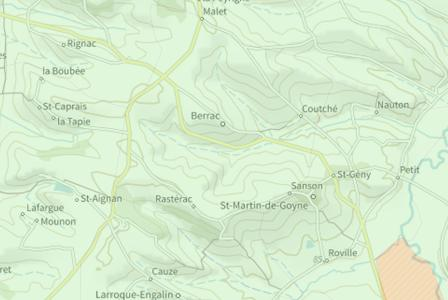 Malet
Rignac
la Boubée
St-Caprais
la Tapie
Berrac
Coutché
Nauton
St-Gény
Petit
Sanson
St-Martin-de-Goyne
St-Aignan
Rastérac
Lafargue
Mounon
Roville
Cauze
Larroque-Engalin